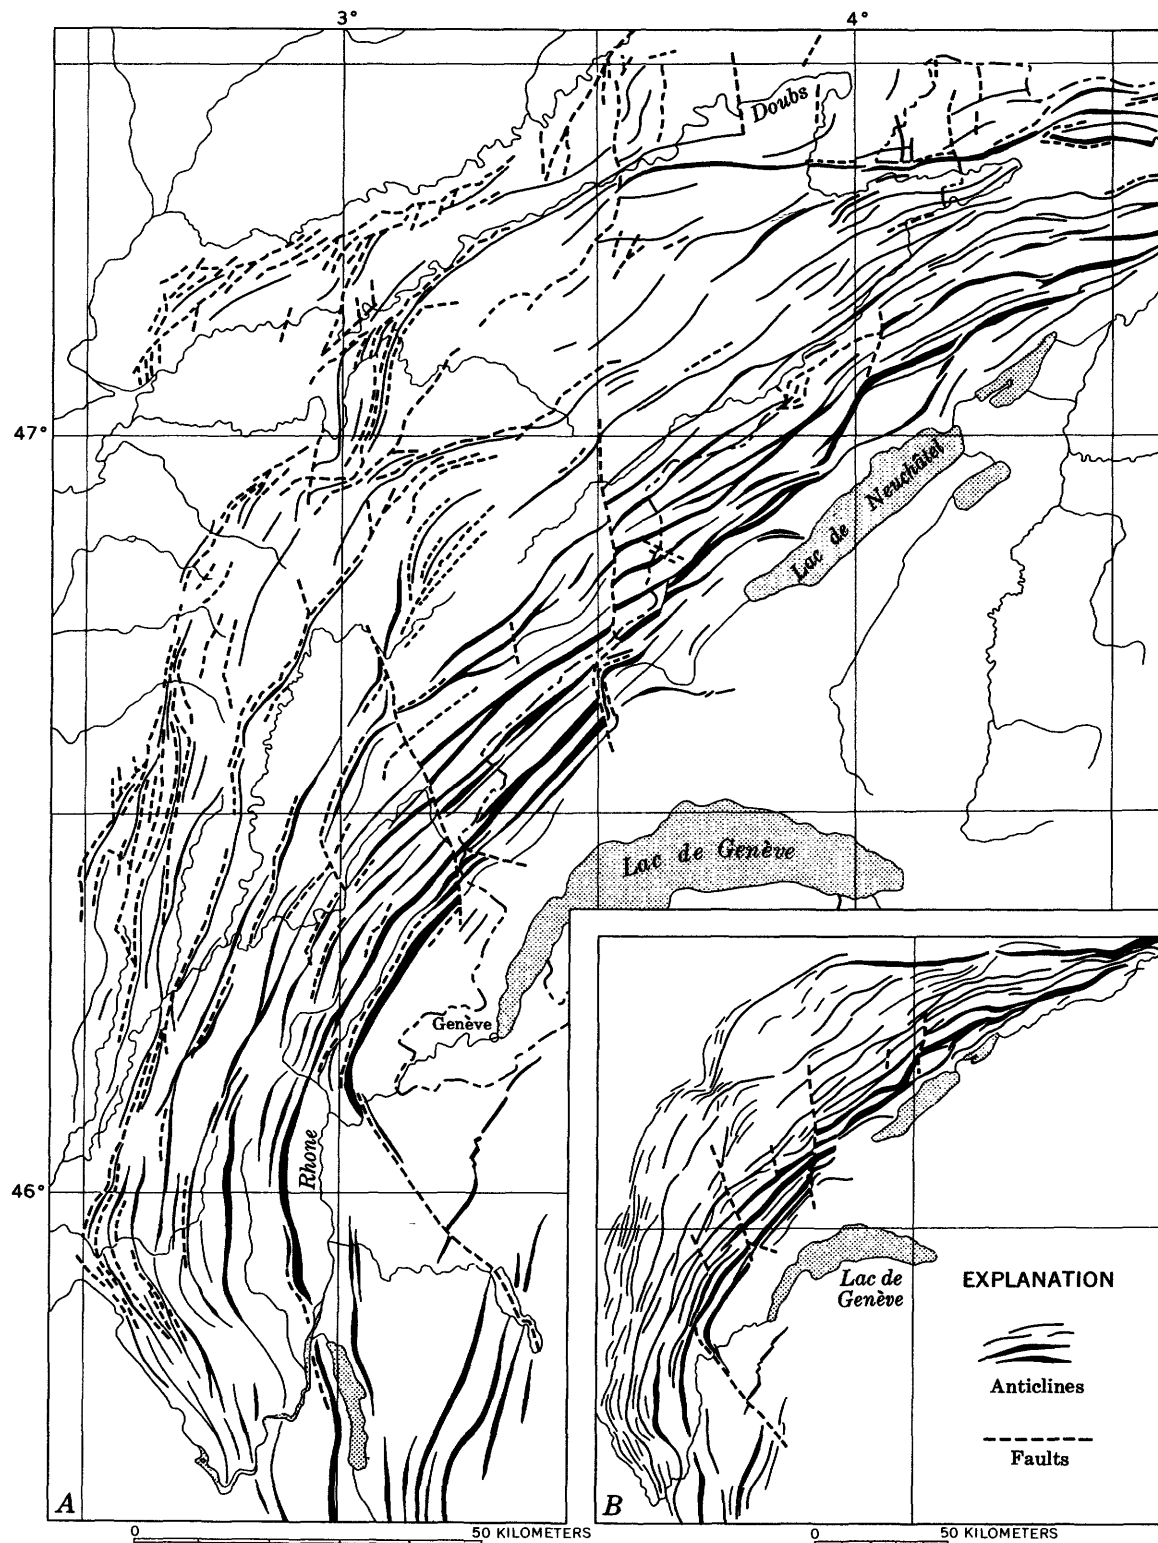 3° 4°
Doubs
47°
Lac de Neuchâtel
Lac de Genève
Genève
Rhone
46°
Lac de
Genève
EXPLANATION
Anticlines
Faults
A
B
0 50 KILOMETERS
0 50 KILOMETERS